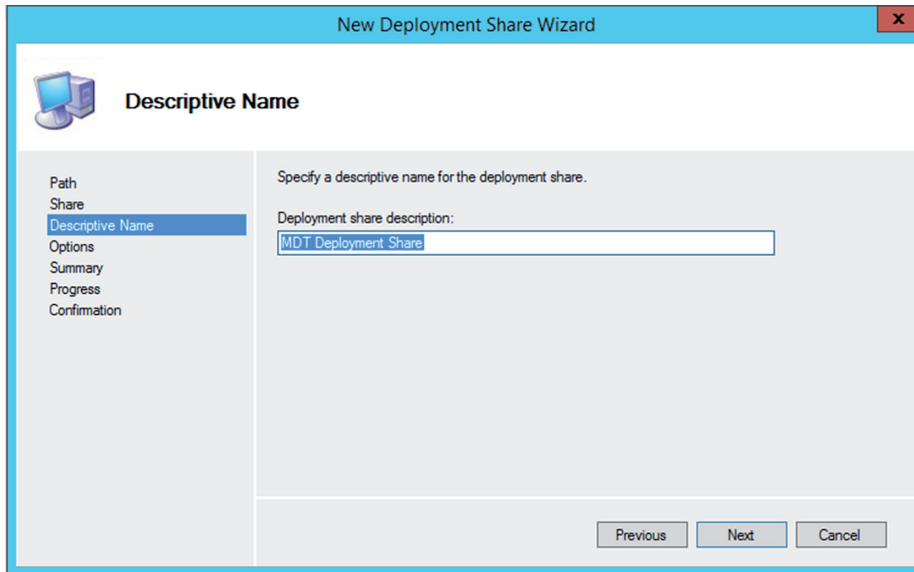 New Deployment Share Wizard
x
Descriptive Name
Path
Share
Descriptive Name
Options
Summary
Progress
Confirmation
Specify a descriptive name for the deployment share.
Deployment share description:
MDT Deployment Share
Previous
Next
Cancel